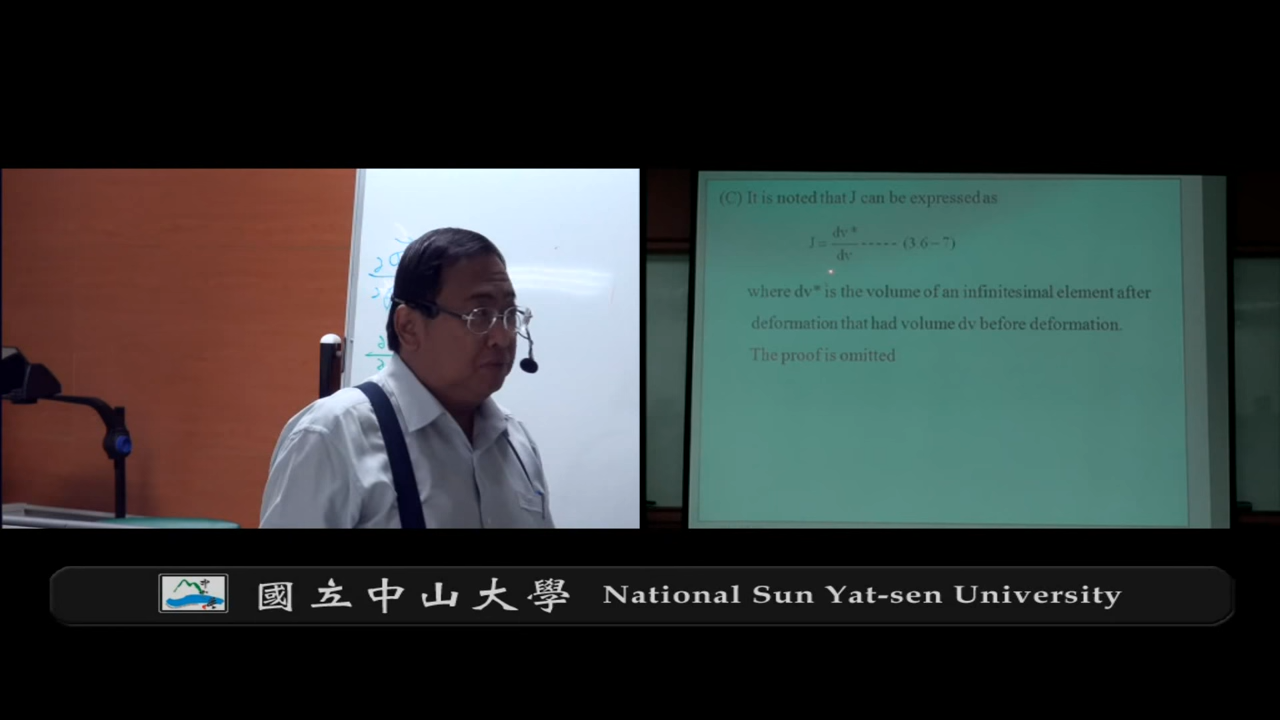 (C) It is noted that J can be expressed as
J = dv* / dv ----- (3.6-7)
where dv* is the volume of an infinitesimal element after
deformation that had volume dv before deformation.
The proof is omitted
國立中山大學 National Sun Yat-sen University